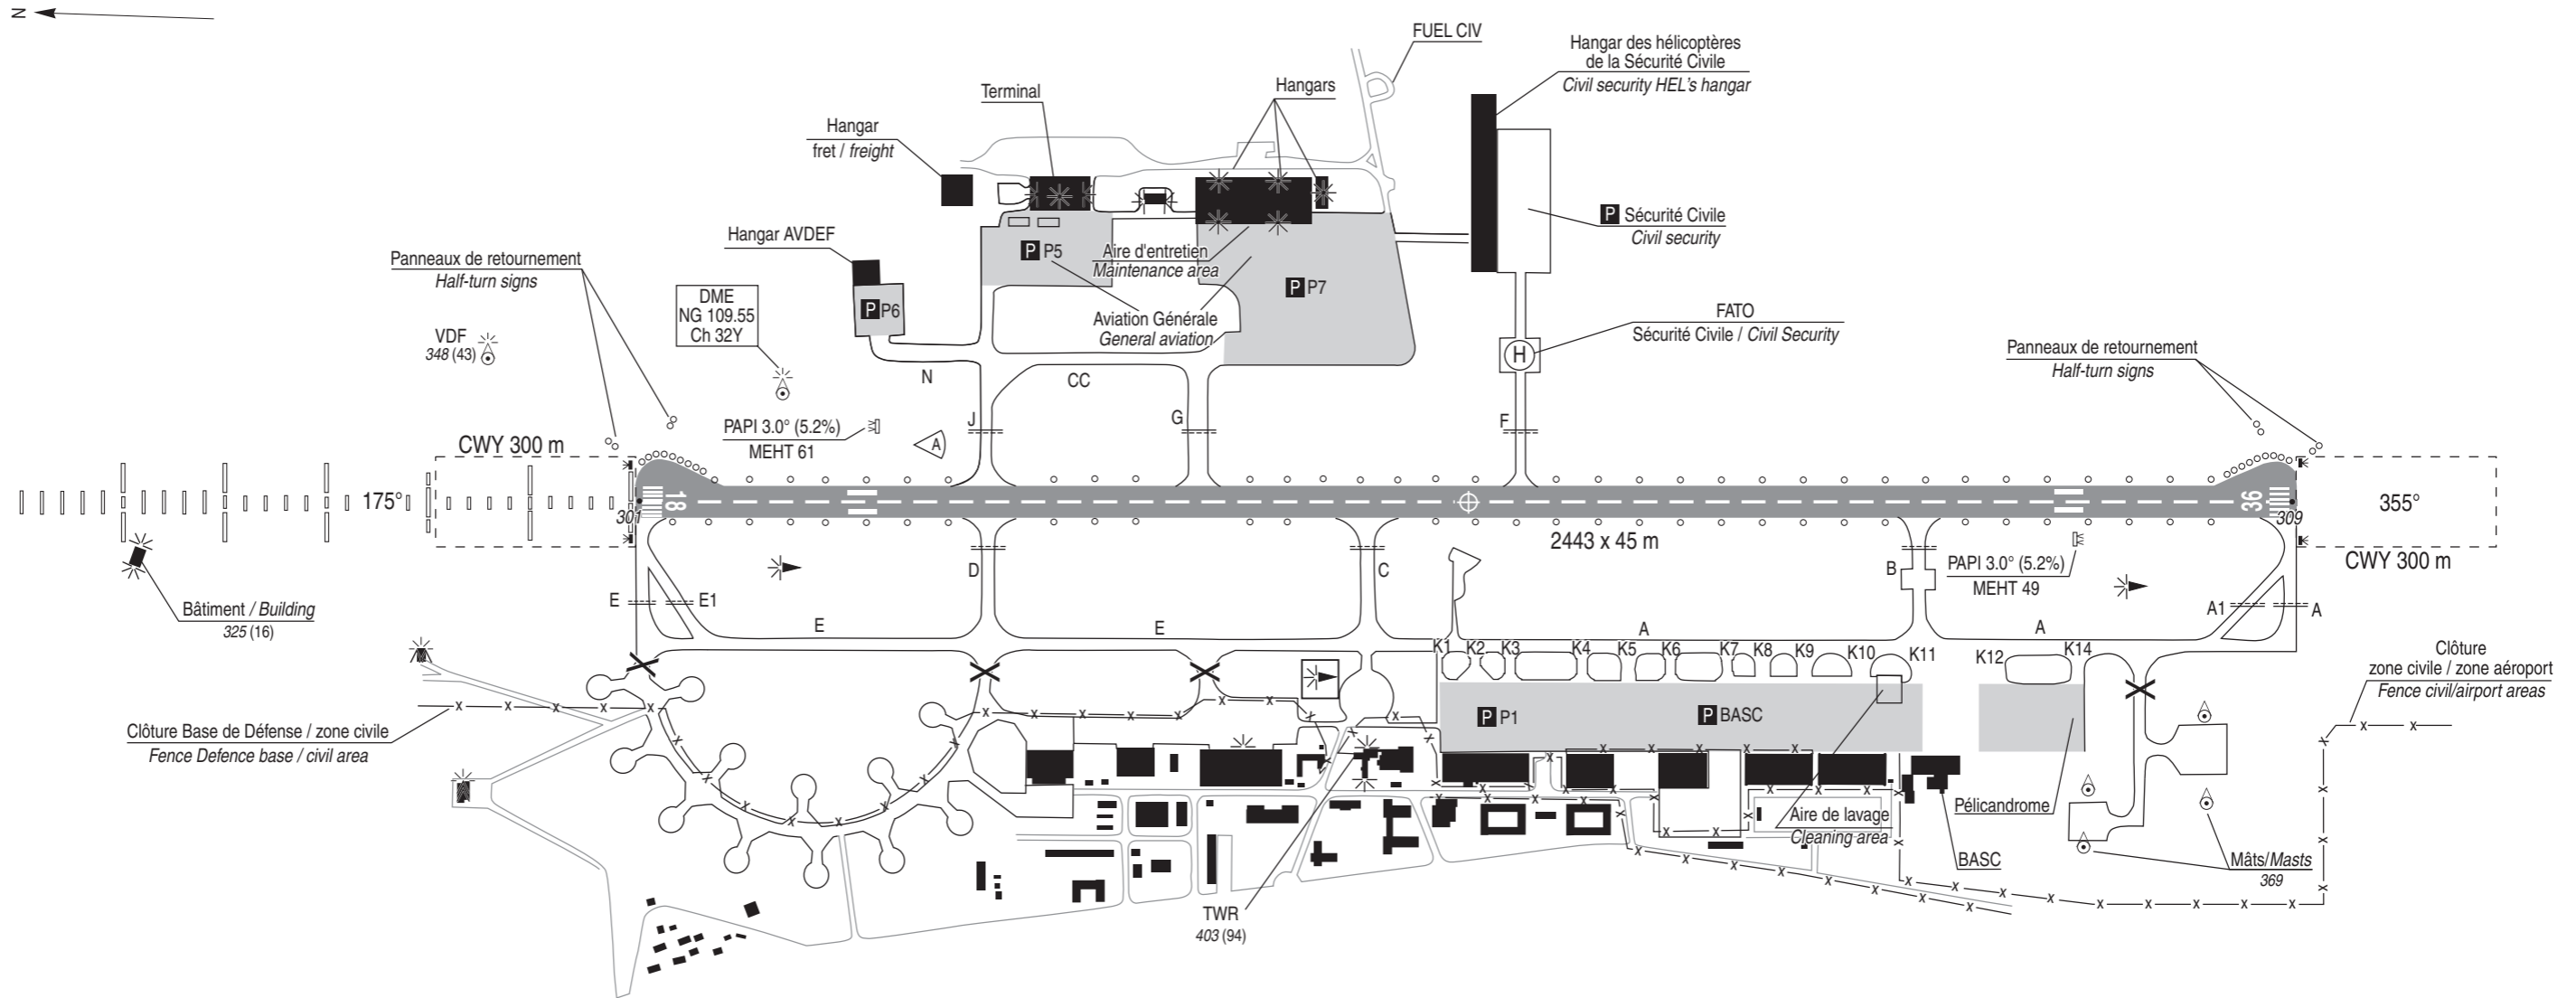 N
FUEL CIV
Hangar des hélicoptères
de la Sécurité Civile
Civil security HEL's hangar
Terminal
Hangars
Hangar
fret / freight
P Sécurité Civile
Civil security
Hangar AVDEF
Panneaux de retournement
Half-turn signs
P P5
Aire d'entretien
Maintenance area
P P7
DME
NG 109.55
Ch 32Y
P P6
Aviation Générale
General aviation
FATO
Sécurité Civile / Civil Security
H
VDF
348 (43)
Panneaux de retournement
Half-turn signs
N
CC
J
G
F
PAPI 3.0° (5.2%)
MEHT 61
A
CWY 300 m
175°
18
301
36
309
355°
2443 x 45 m
CWY 300 m
D
C
B
PAPI 3.0° (5.2%)
MEHT 49
E
E1
A1
A
Bâtiment / Building
325 (16)
E
E
A
A
K1
K2
K3
K4
K5
K6
K7
K8
K9
K10
K11
K12
K14
Clôture
zone civile / zone aéroport
Fence civil/airport areas
P P1
P BASC
Clôture Base de Défense / zone civile
Fence Defence base / civil area
Aire de lavage
Cleaning area
Pélicandrome
BASC
Mâts/Masts
369
TWR
403 (94)